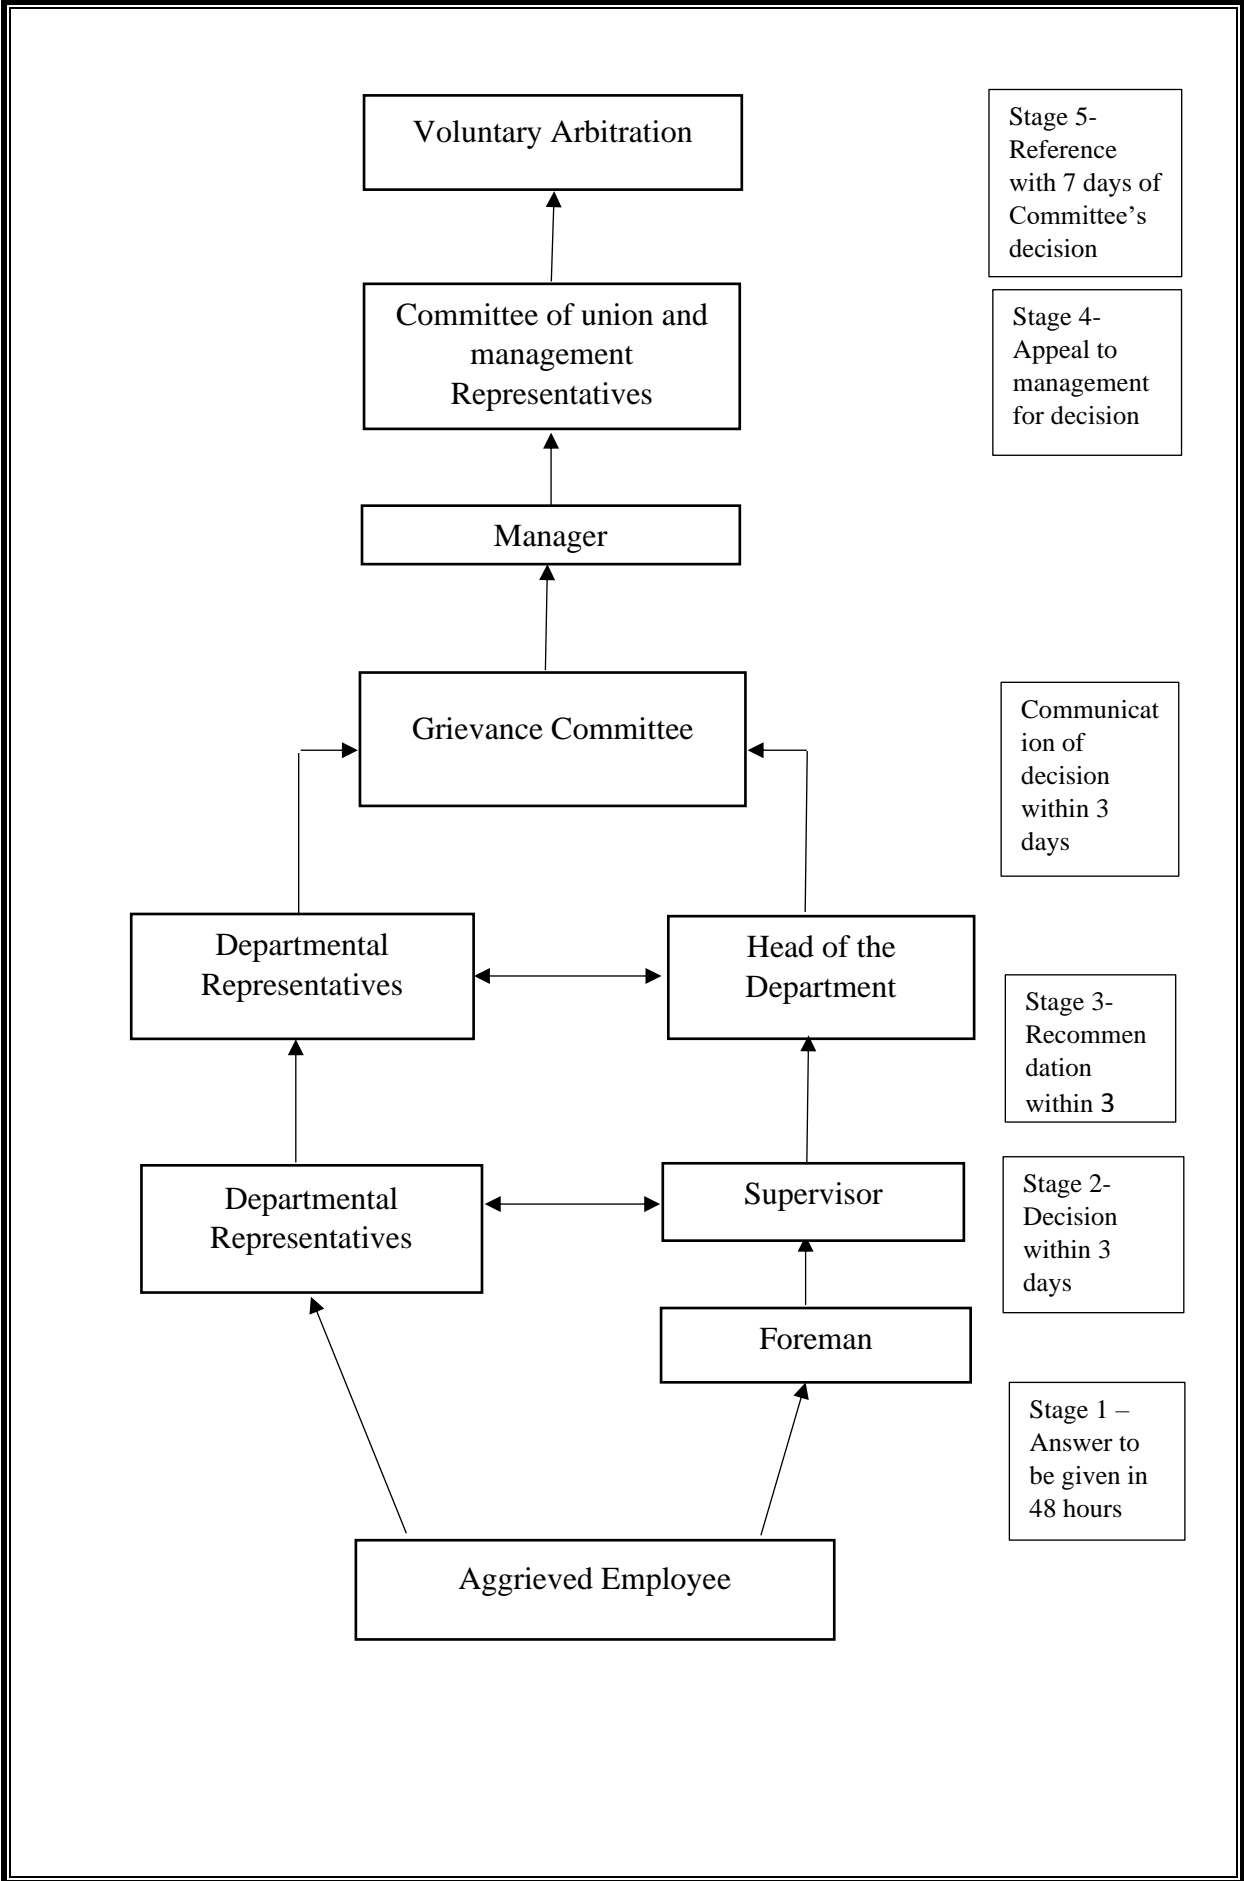 Voluntary Arbitration
Stage 5-
Reference
with 7 days of
Committee’s
decision
Committee of union and
management
Representatives
Stage 4-
Appeal to
management
for decision
Manager
Grievance Committee
Communicat
ion of
decision
within 3
days
Departmental
Representatives
Head of the
Department
Stage 3-
Recommen
dation
within 3
Departmental
Representatives
Supervisor
Stage 2-
Decision
within 3
days
Foreman
Stage 1 –
Answer to
be given in
48 hours
Aggrieved Employee